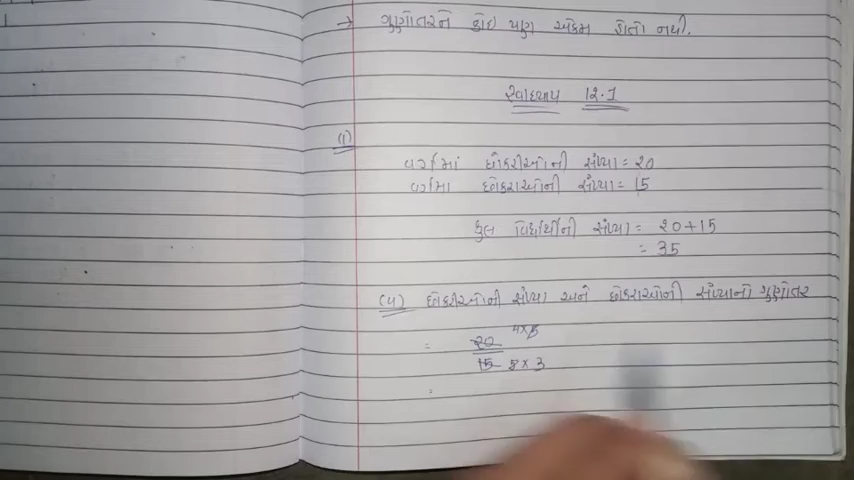 → ગુણોતરને કોઇ પણ એકમ હોતો નથી.
સ્વાધ્યાય 12.1
(1)
વર્ગમાં છોકરીઓની સંખ્યા = 20
વર્ગમા છોકરાઓની સંખ્યા = 15
કુલ વિદ્યાર્થીની સંખ્યા = 20+15
= 35
(a) છોકરીઓની સંખ્યા અને છોકરાઓની સંખ્યાનો ગુણોતર
= 20 4×5
15 5×3
=